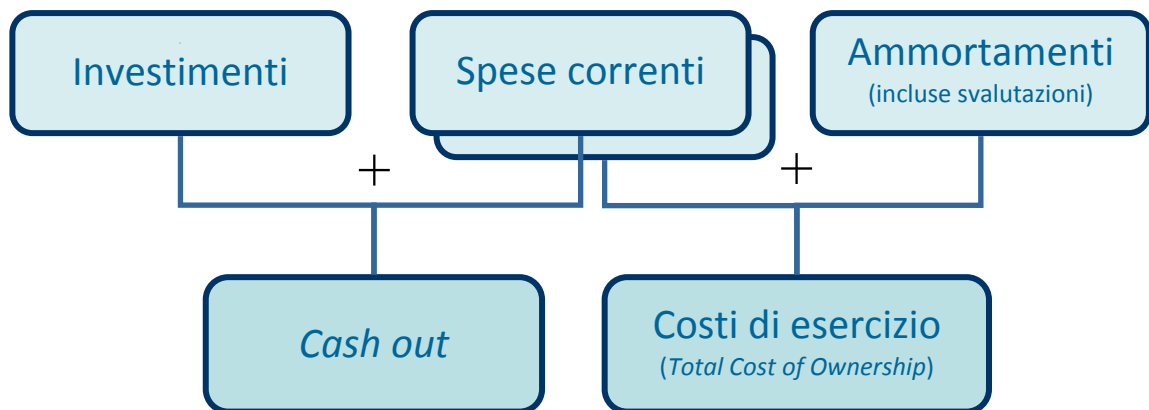 Investimenti
Spese correnti
Ammortamenti
(incluse svalutazioni)
+
+
Cash out
Costi di esercizio
(Total Cost of Ownership)